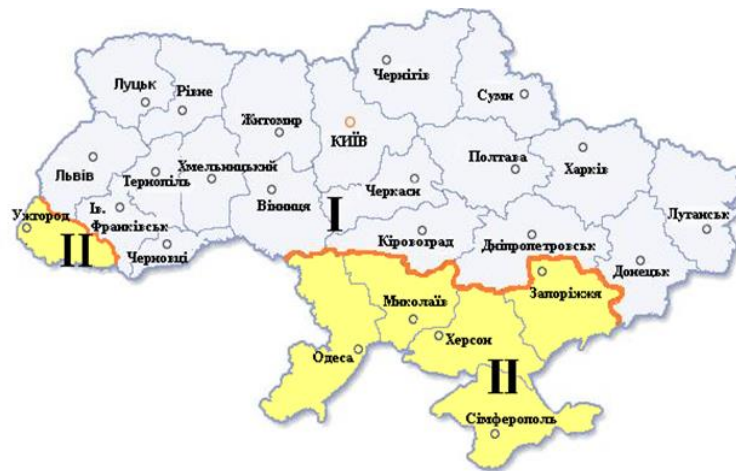 Чернігів
Луцьк
Рівне
Суми
Житомир
КИЇВ
Львів
Тернопіль
Хмельницький
Полтава
Харків
Черкаси
Вінниця
Ів.
Франківськ
Ужгород
II
Черновці
I
Кіровоград
Дніпропетровськ
Луганськ
Донецьк
Запоріжжя
Миколаїв
Одеса
Херсон
II
Сімферополь